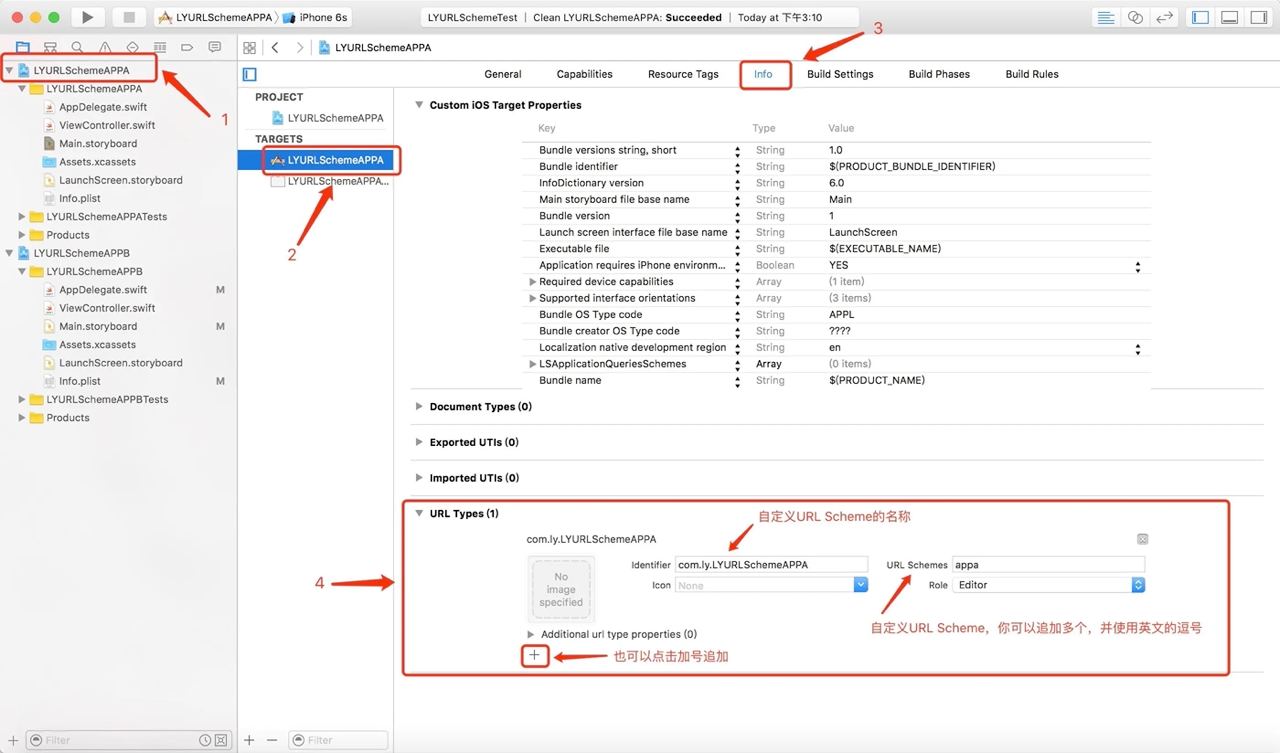 LYURLSchemeAPPA
iPhone 6s
LYURLSchemeTest | Clean LYURLSchemeAPPA: Succeeded | Today at 下午3:10
3
LYURLSchemeAPPA
LYURLSchemeAPPA
LYURLSchemeAPPA
AppDelegate.swift
ViewController.swift
Main.storyboard
Assets.xcassets
LaunchScreen.storyboard
Info.plist
LYURLSchemeAPPATests
Products
LYURLSchemeAPPB
LYURLSchemeAPPB
AppDelegate.swift M
ViewController.swift
Main.storyboard M
Assets.xcassets
LaunchScreen.storyboard
Info.plist M
LYURLSchemeAPPBTests
Products
Filter
1
PROJECT
LYURLSchemeAPPA
TARGETS
LYURLSchemeAPPA
LYURLSchemeAPPA...
2
Filter
General Capabilities Resource Tags Info Build Settings Build Phases Build Rules
Custom iOS Target Properties
Key Type Value
Bundle versions string, short String 1.0
Bundle identifier String $(PRODUCT_BUNDLE_IDENTIFIER)
InfoDictionary version String 6.0
Main storyboard file base name String Main
Bundle version String 1
Launch screen interface file base name String LaunchScreen
Executable file String $(EXECUTABLE_NAME)
Application requires iPhone environm... Boolean YES
Required device capabilities Array (1 item)
Supported interface orientations Array (3 items)
Bundle OS Type code String APPL
Bundle creator OS Type code String ????
Localization native development region String en
LSApplicationQueriesSchemes Array (0 items)
Bundle name String $(PRODUCT_NAME)
Document Types (0)
Exported UTIs (0)
Imported UTIs (0)
URL Types (1)
自定义URL Scheme的名称
com.ly.LYURLSchemeAPPA
No
image
specified
Identifier com.ly.LYURLSchemeAPPA URL Schemes appa
Icon None Role Editor
4
自定义URL Scheme，你可以追加多个，并使用英文的逗号
Additional url type properties (0)
也可以点击加号追加